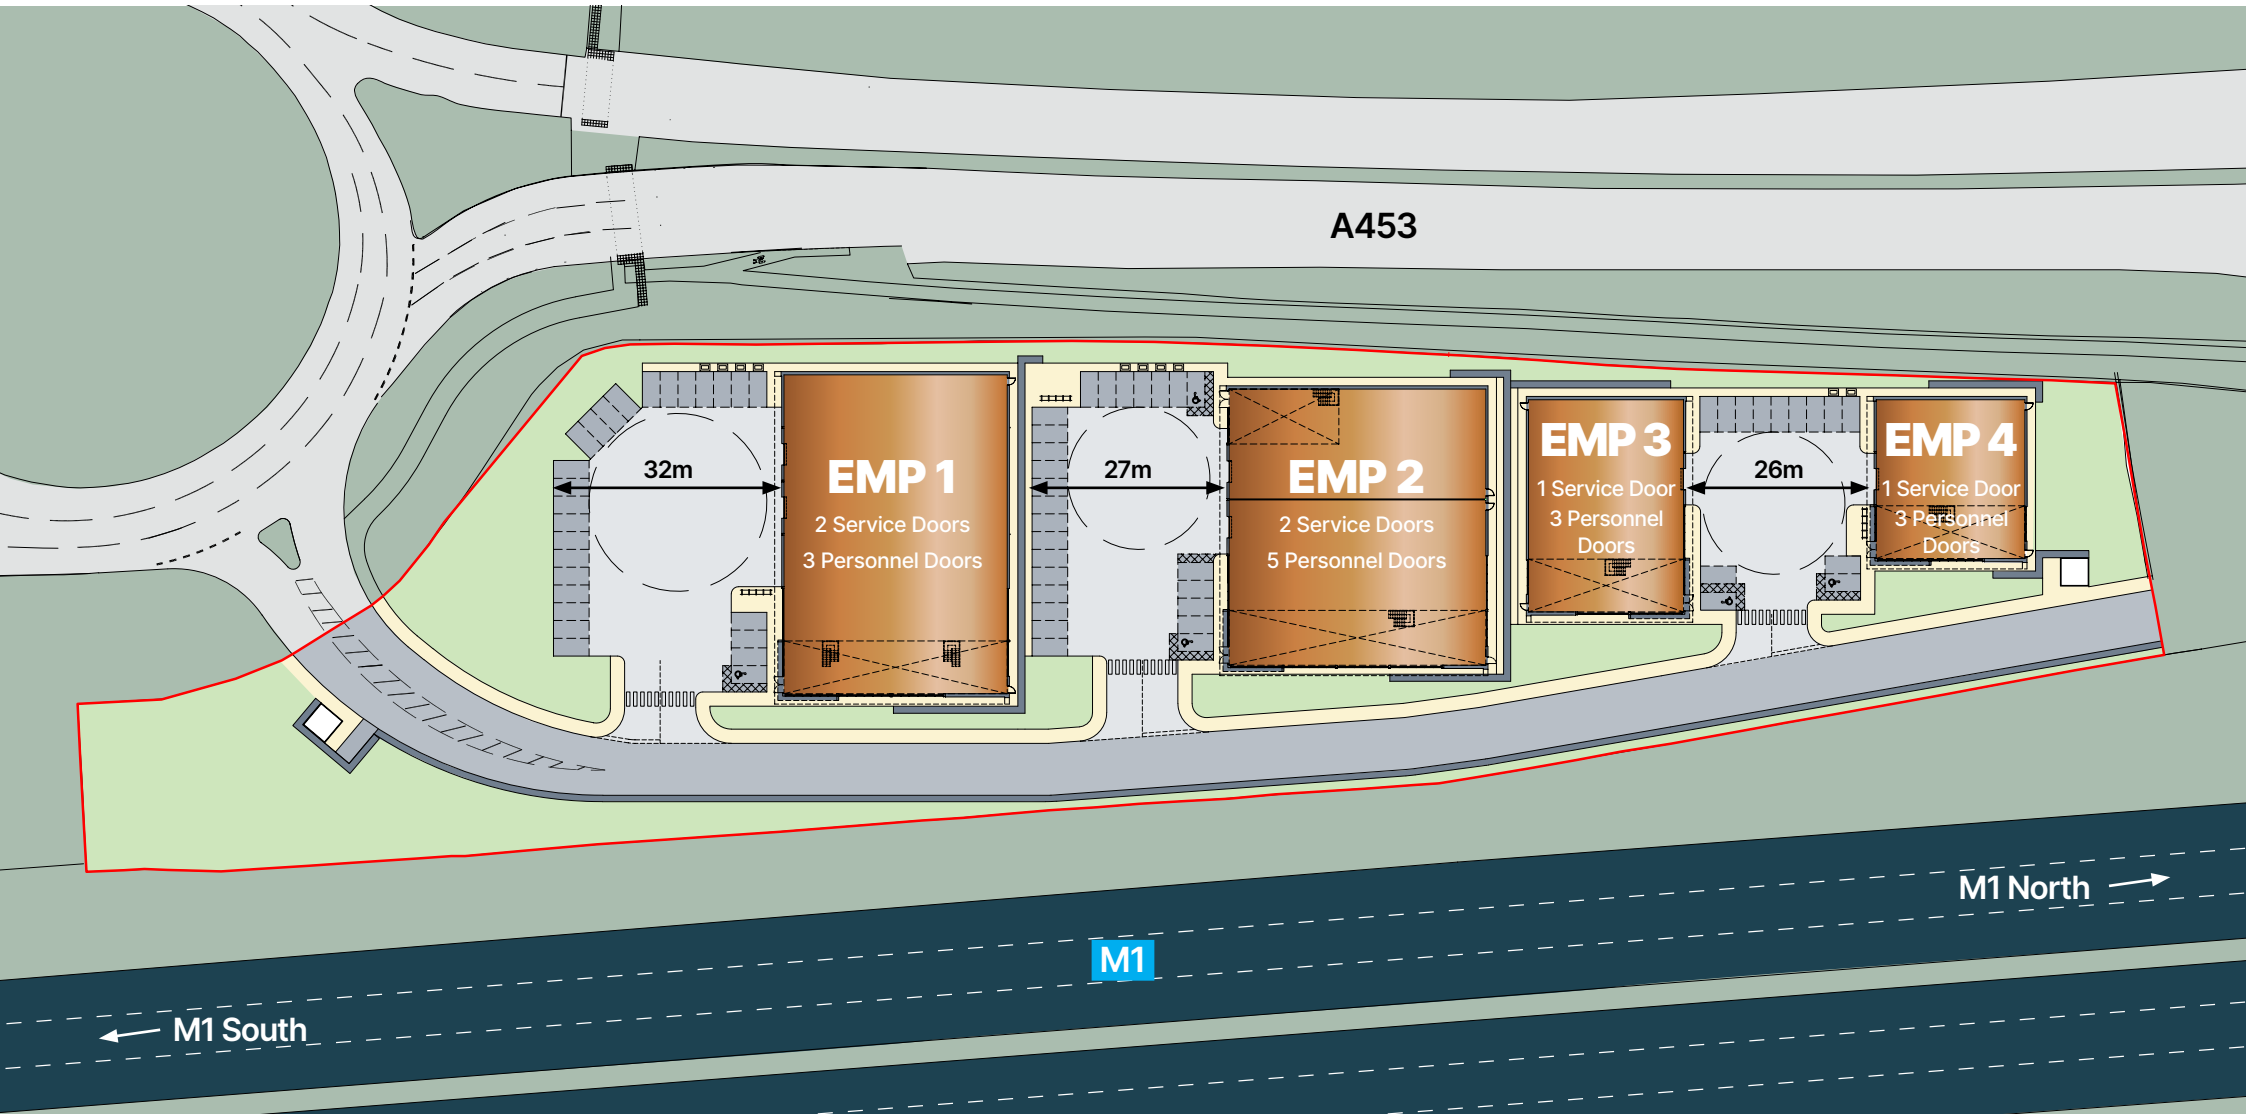 A453
EMP 1
2 Service Doors
3 Personnel Doors
32m
27m
EMP 2
2 Service Doors
5 Personnel Doors
EMP 3
1 Service Door
3 Personnel
Doors
26m
EMP 4
1 Service Door
3 Personnel
Doors
M1 North
M1
M1 South